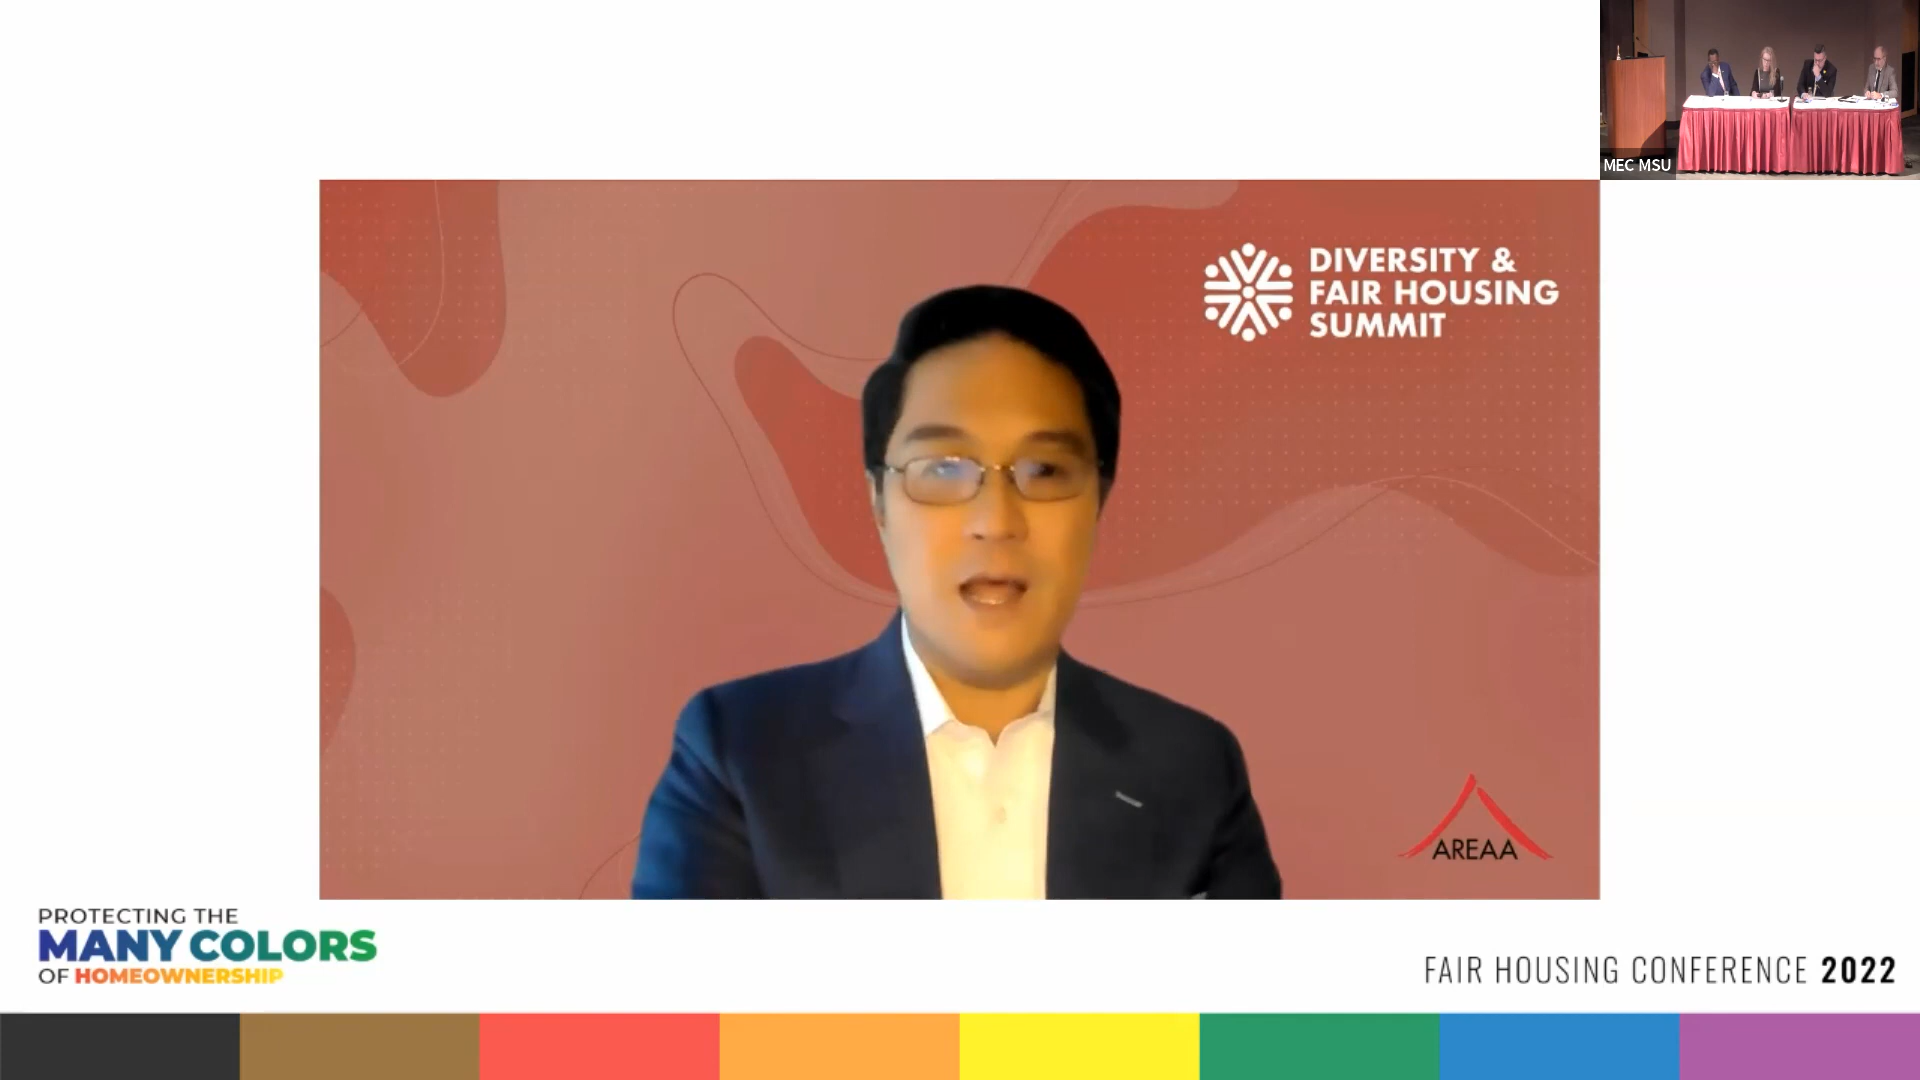 MEC MSU
DIVERSITY &
FAIR HOUSING
SUMMIT
AREAA
PROTECTING THE
MANY COLORS
OF HOMEOWNERSHIP
FAIR HOUSING CONFERENCE 2022